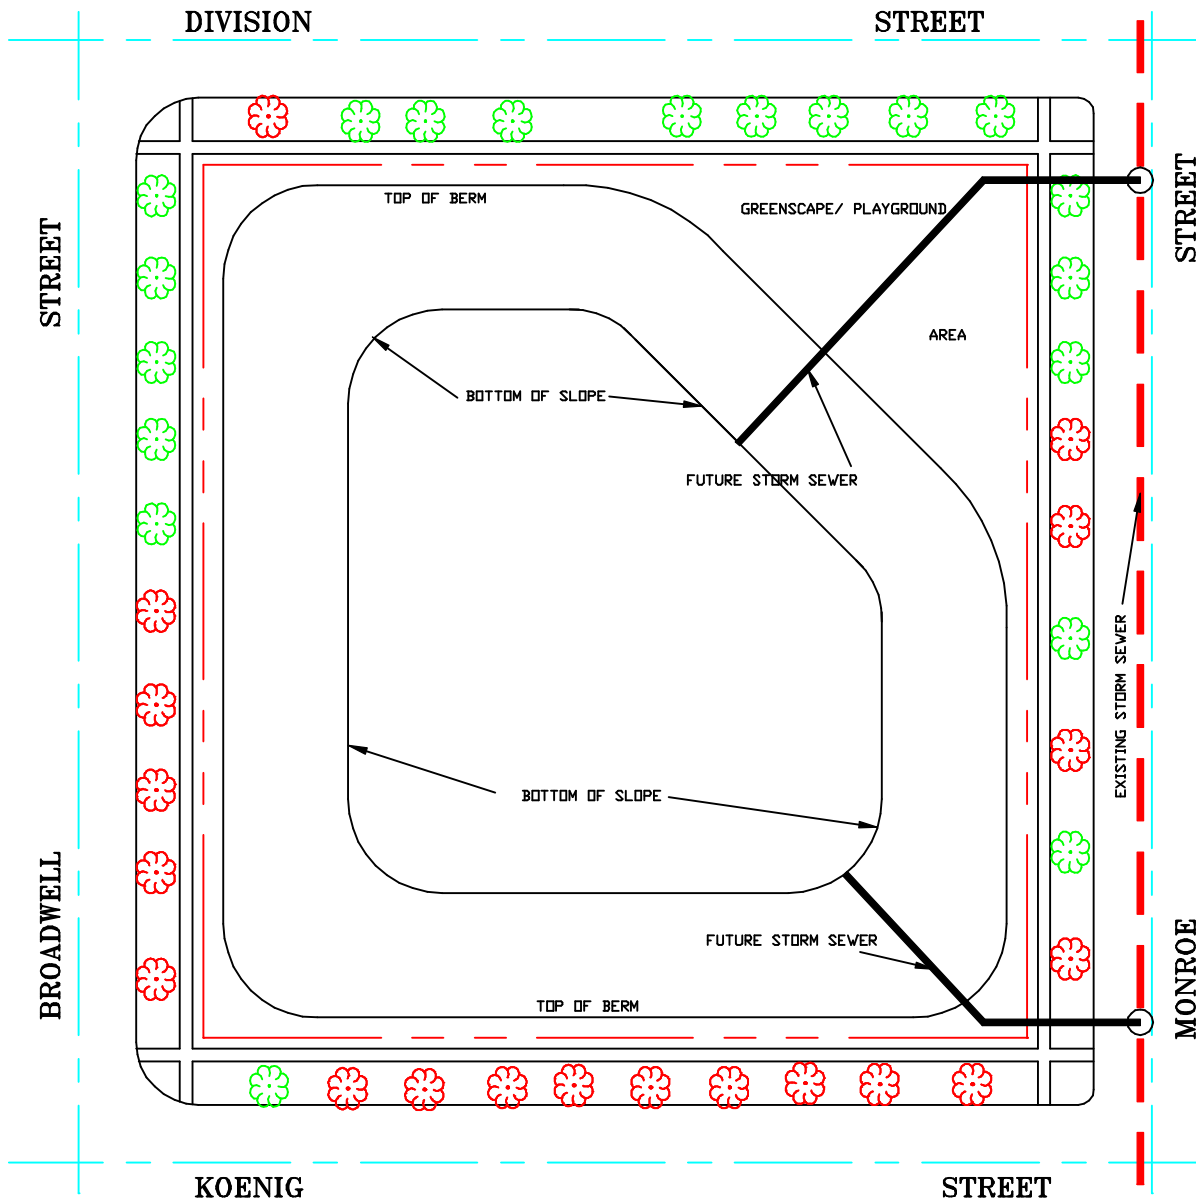 DIVISION STREET
TOP OF BERM
GREENSCAPE/ PLAYGROUND
AREA
BOTTOM OF SLOPE
FUTURE STORM SEWER
BOTTOM OF SLOPE
FUTURE STORM SEWER
TOP OF BERM
BROADWELL STREET
EXISTING STORM SEWER
MONROE STREET
KOENIG STREET